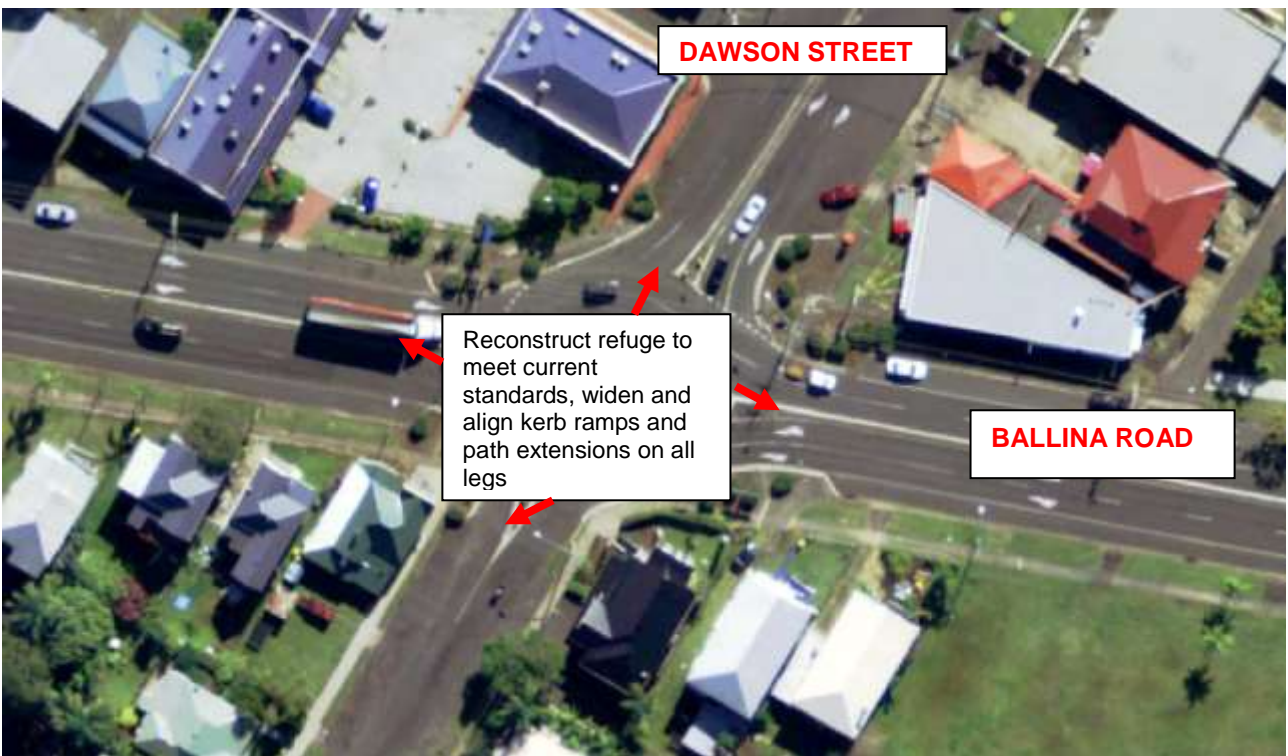 DAWSON STREET
Reconstruct refuge to
meet current
standards, widen and
align kerb ramps and
path extensions on all
legs
BALLINA ROAD